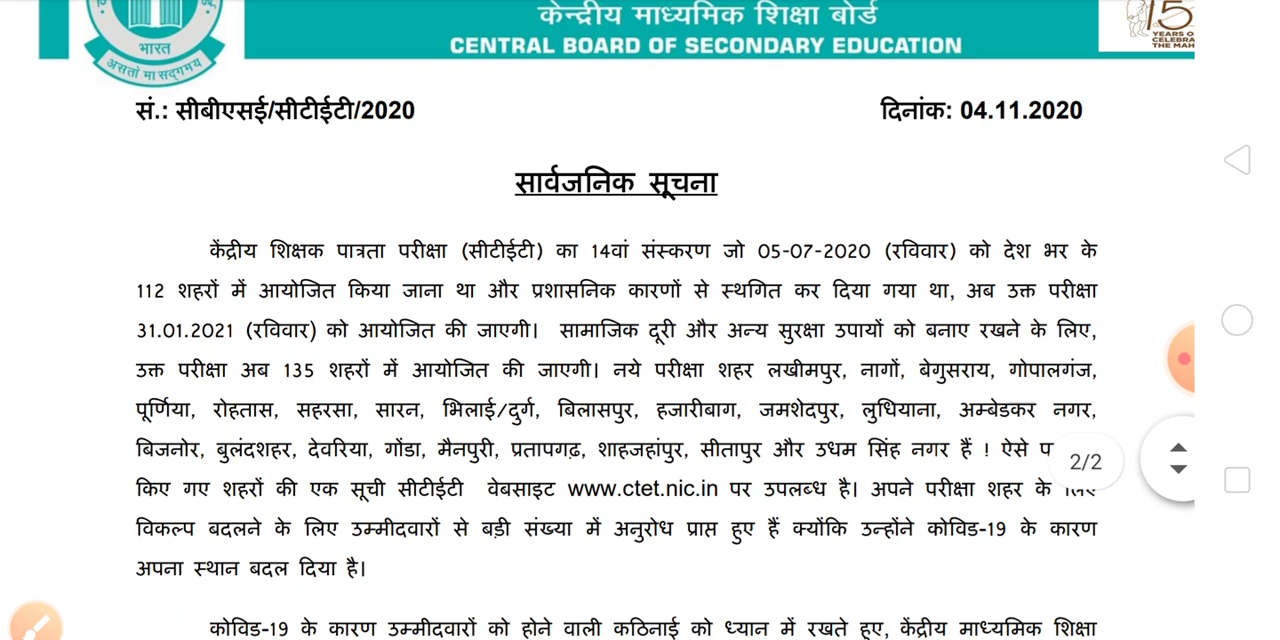 केन्द्रीय माध्यमिक शिक्षा बोर्ड
CENTRAL BOARD OF SECONDARY EDUCATION
भारत
असतो मा सद्गमय
15
YEARS O
CELEBRA
THE MAH
सं.: सीबीएसई/सीटीईटी/2020
दिनांक: 04.11.2020
सार्वजनिक सूचना
केंद्रीय शिक्षक पात्रता परीक्षा (सीटीईटी) का 14वां संस्करण जो 05-07-2020 (रविवार) को देश भर के
112 शहरों में आयोजित किया जाना था और प्रशासनिक कारणों से स्थगित कर दिया गया था, अब उक्त परीक्षा
31.01.2021 (रविवार) को आयोजित की जाएगी। सामाजिक दूरी और अन्य सुरक्षा उपायों को बनाए रखने के लिए,
उक्त परीक्षा अब 135 शहरों में आयोजित की जाएगी। नये परीक्षा शहर लखीमपुर, नागों, बेगुसराय, गोपालगंज,
पूर्णिया, रोहतास, सहरसा, सारन, भिलाई/दुर्ग, बिलासपुर, हजारीबाग, जमशेदपुर, लुधियाना, अम्बेडकर नगर,
बिजनोर, बुलंदशहर, देवरिया, गोंडा, मैनपुरी, प्रतापगढ़, शाहजहांपुर, सीतापुर और उधम सिंह नगर हैं ! ऐसे
2/2
किए गए शहरों की एक सूची सीटीईटी वेबसाइट www.ctet.nic.in पर उपलब्ध है। अपने परीक्षा शहर के लिए
विकल्प बदलने के लिए उम्मीदवारों से बड़ी संख्या में अनुरोध प्राप्त हुए हैं क्योंकि उन्होंने कोविड-19 के कारण
अपना स्थान बदल दिया है।
कोविड-19 के कारण उम्मीदवारों को होने वाली कठिनाई को ध्यान में रखते हुए, केंद्रीय माध्यमिक शिक्षा